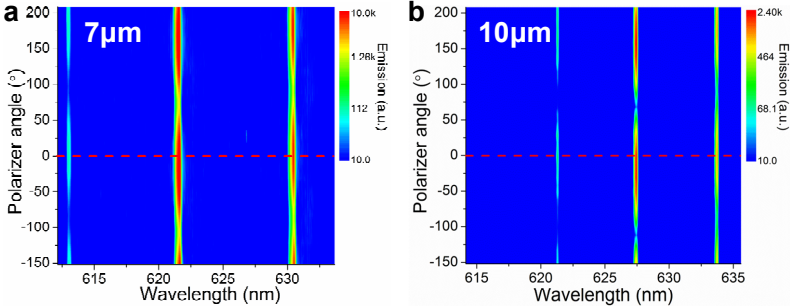 a
7μm
200
150
100
50
0
-50
-100
-150
Polarizer angle (°)
615
620
625
630
Wavelength (nm)
10.0k
1.26k
112
10.0
Emission (a.u.)
b
10μm
200
150
100
50
0
-50
-100
-150
Polarizer angle (°)
615
620
625
630
635
Wavelength (nm)
2.40k
464
68.1
10.0
Emission (a.u.)